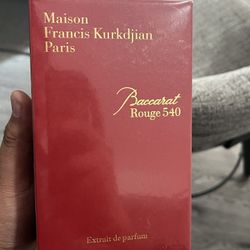 Maison
Francis Kurkdjian
Paris
Baccarat
Rouge 540
Extrait de parfum